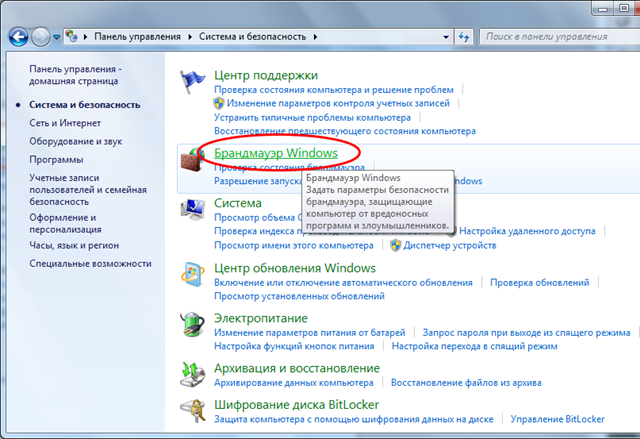 Панель управления ▸ Система и безопасность ▸
Поиск в панели управления
Панель управления -
домашняя страница
Система и безопасность
Сеть и Интернет
Оборудование и звук
Программы
Учетные записи
пользователей и семейная
безопасность
Оформление и
персонализация
Часы, язык и регион
Специальные возможности
Центр поддержки
Проверка состояния компьютера и решение проблем
Изменение параметров контроля учетных записей
Устранить типичные проблемы компьютера
Восстановление предшествующего состояния компьютера
Брандмауэр Windows
Проверка состояния брандмауэра
Разрешение запуска
ndows
Брандмауэр Windows
Задать параметры безопасности
брандмауэра, защищающие
компьютер от вредоносных
программ и злоумышленников.
Система
Просмотр объема
Проверка индекса
Настройка удаленного доступа
Просмотр имени этого компьютера
Диспетчер устройств
Центр обновления Windows
Включение или отключение автоматического обновления
Проверка обновлений
Просмотр установленных обновлений
Электропитание
Изменение параметров питания от батарей
Запрос пароля при выходе из спящего режима
Настройка функций кнопок питания
Настройка перехода в спящий режим
Архивация и восстановление
Архивирование данных компьютера
Восстановление файлов из архива
Шифрование диска BitLocker
Защита компьютера с помощью шифрования данных на диске
Управление BitLocker